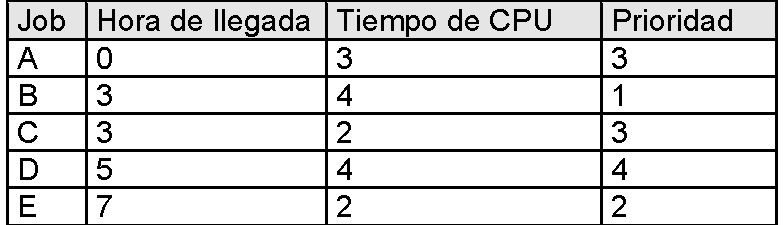 Job Hora de llegada Tiempo de CPU Prioridad
A 0 3 3
B 3 4 1
C 3 2 3
D 5 4 4
E 7 2 2